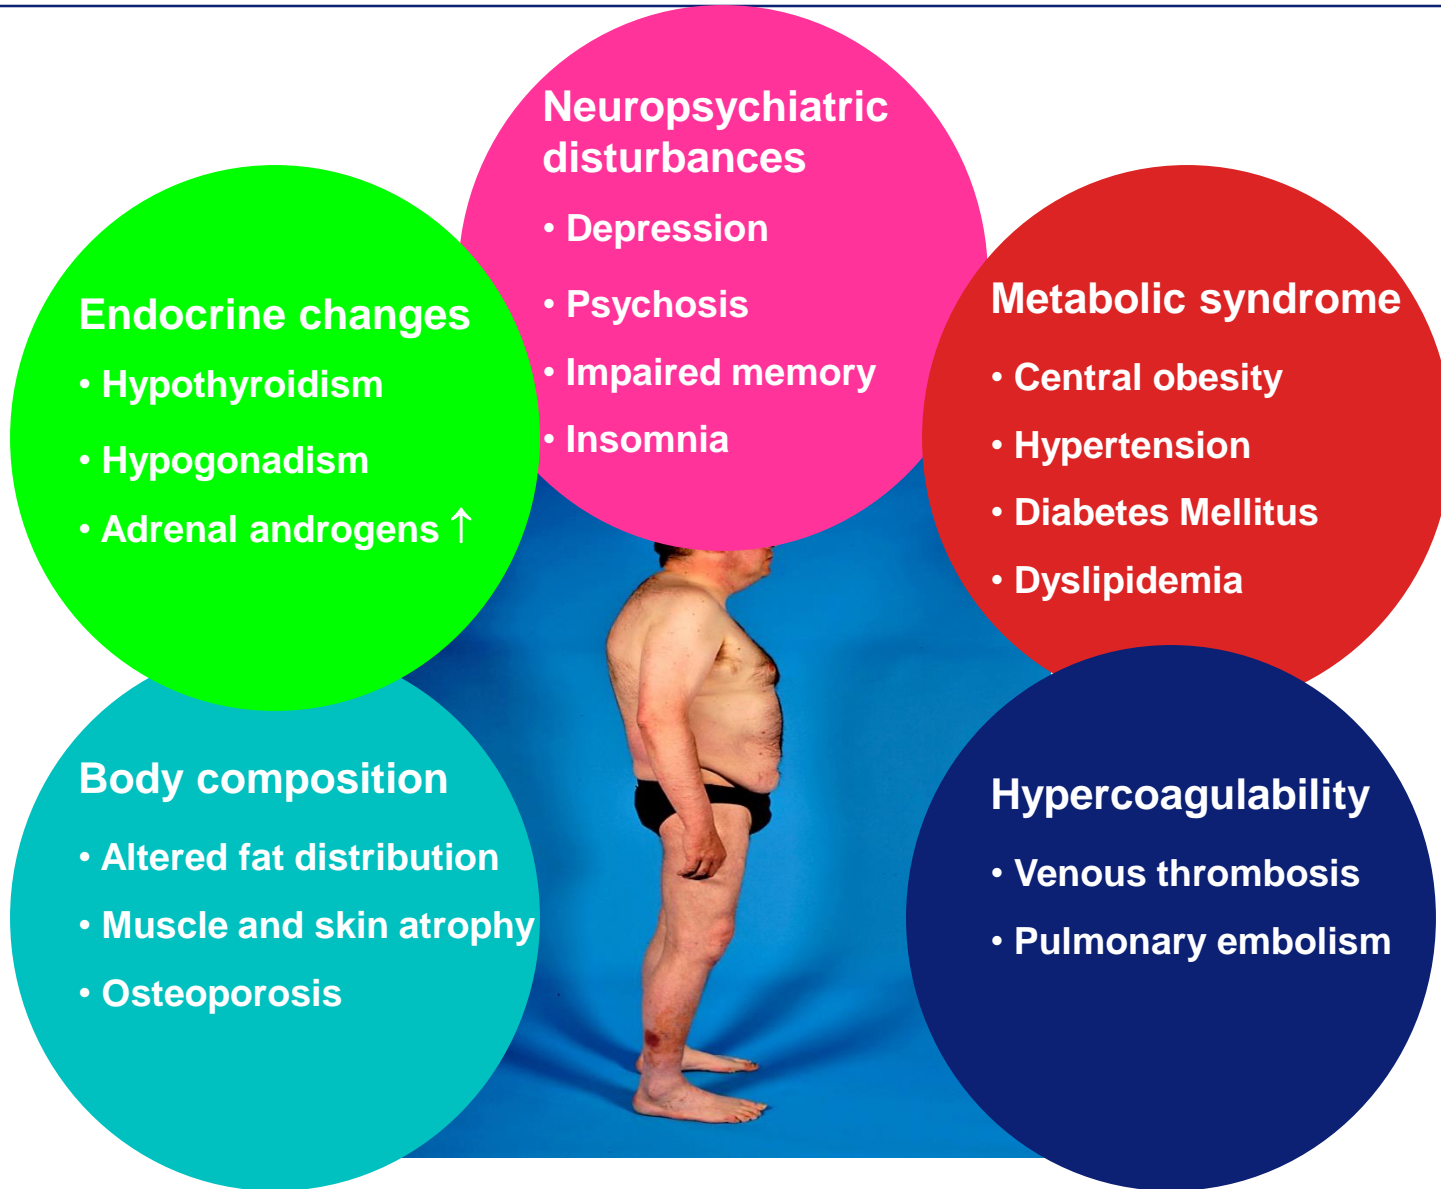 Neuropsychiatric
disturbances
• Depression
• Psychosis
• Impaired memory
• Insomnia
Endocrine changes
• Hypothyroidism
• Hypogonadism
• Adrenal androgens ↑
Metabolic syndrome
• Central obesity
• Hypertension
• Diabetes Mellitus
• Dyslipidemia
Body composition
• Altered fat distribution
• Muscle and skin atrophy
• Osteoporosis
Hypercoagulability
• Venous thrombosis
• Pulmonary embolism